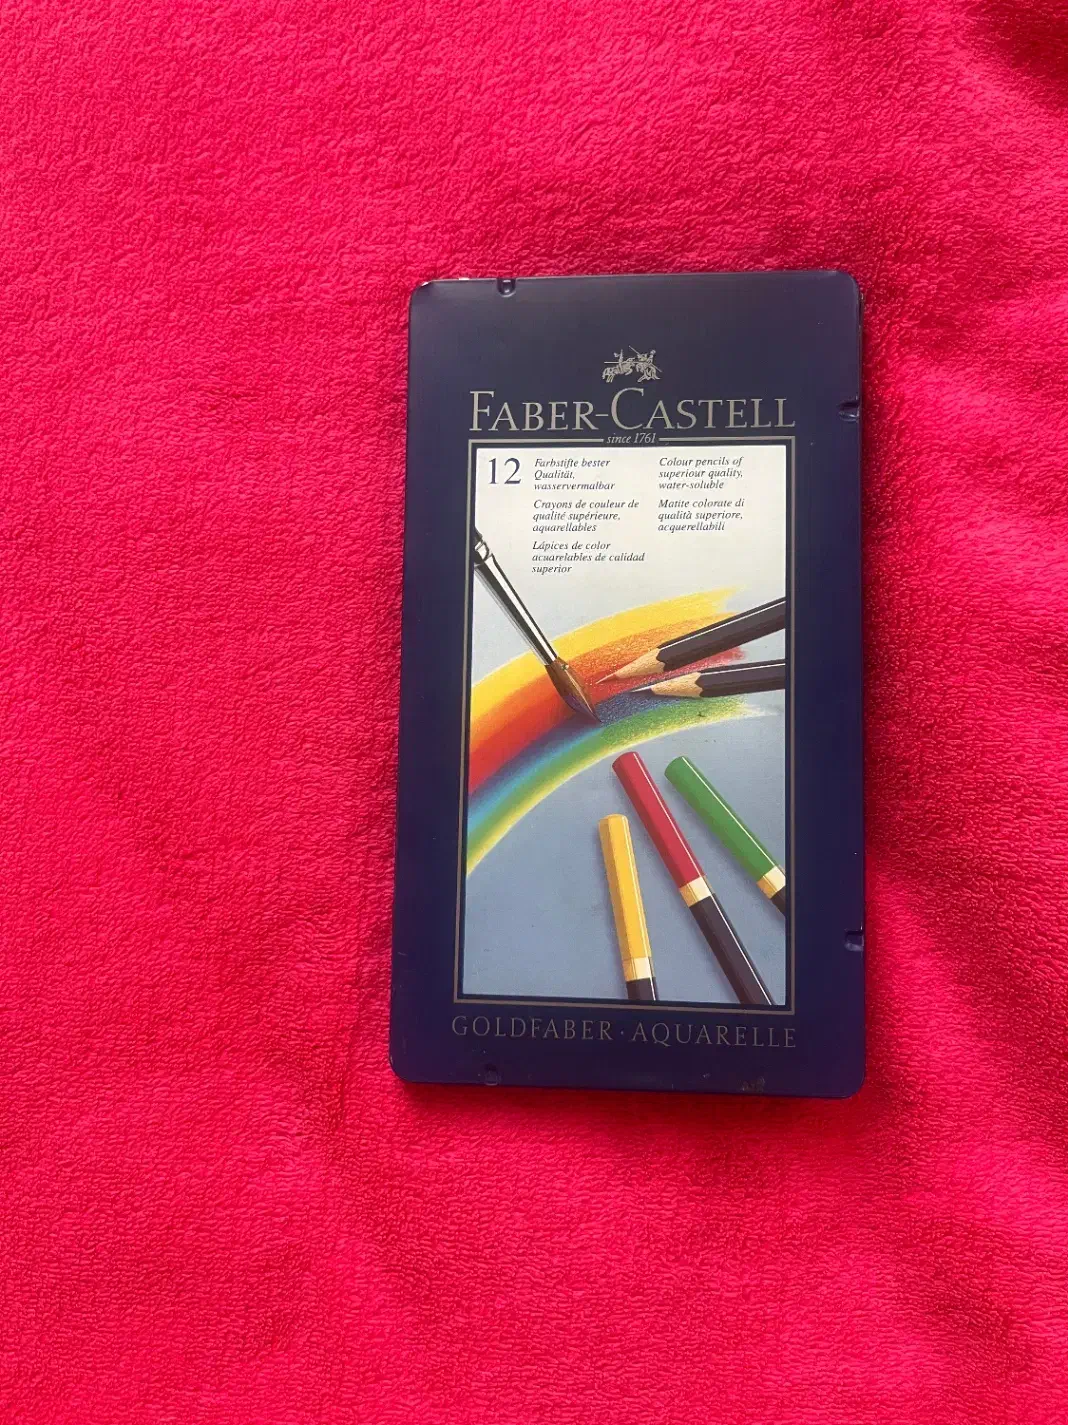 FABER-CASTELL
since 1761
12
Farbstifte bester
Qualität,
wasservermalbar
Crayons de couleur de
qualité supérieure,
aquarellables
Lápices de color
acuarelables de calidad
superior
Colour pencils of
superiour quality,
water-soluble
Matite colorate di
qualità superiore,
acquerellabili
GOLDFABER · AQUARELLE